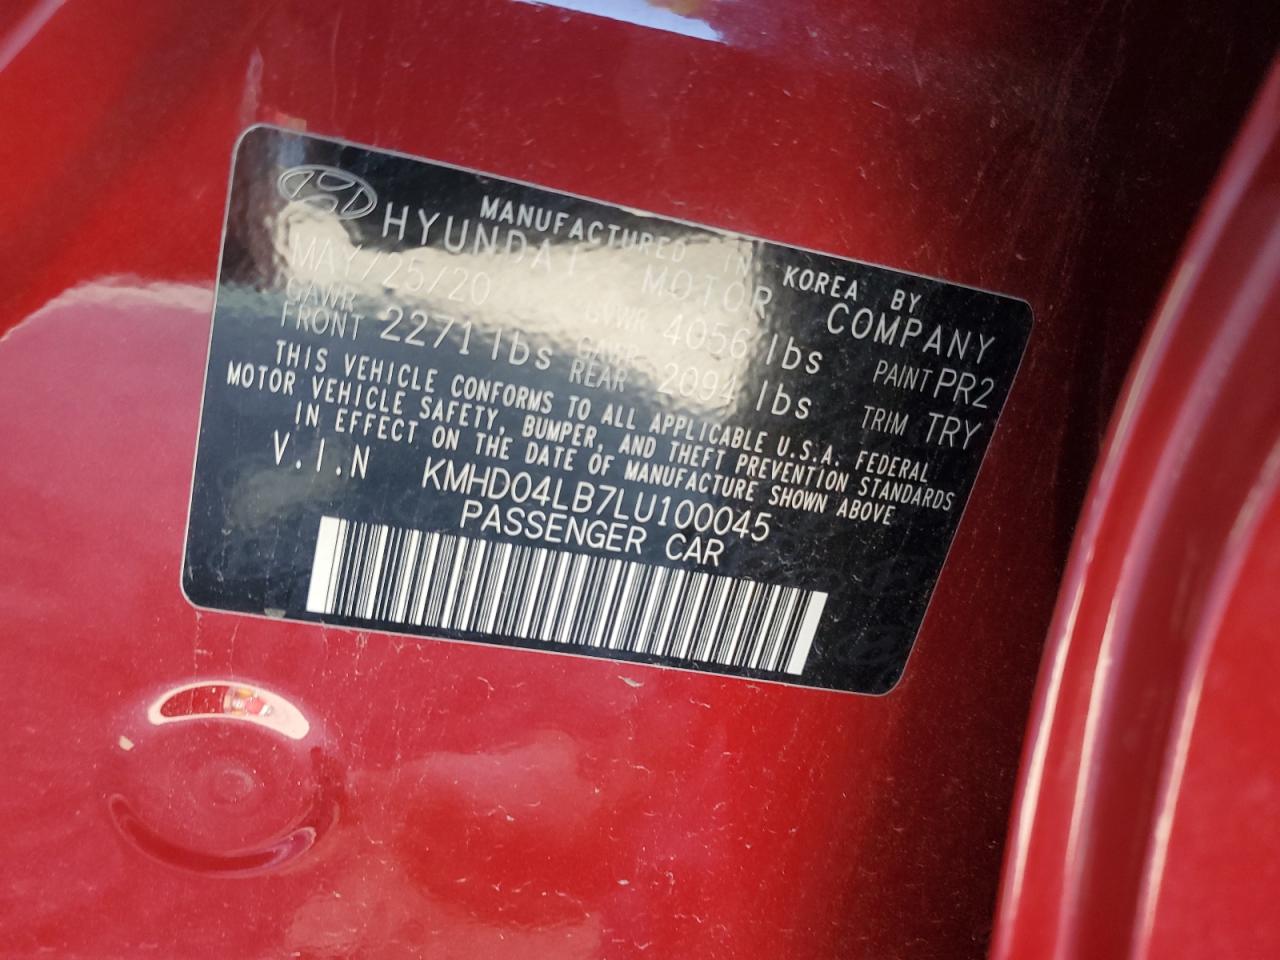 MANUFACTURED IN KOREA BY
HYUNDAI MOTOR COMPANY
MAY/25/20 GVWR 4056 lbs PAINT PR2
GAWR FRONT 2271 lbs GAWR REAR 2094 lbs TRIM TRY
THIS VEHICLE CONFORMS TO ALL APPLICABLE U.S.A. FEDERAL
MOTOR VEHICLE SAFETY, BUMPER, AND THEFT PREVENTION STANDARDS
IN EFFECT ON THE DATE OF MANUFACTURE SHOWN ABOVE
V.I.N KMHD04LB7LU100045
PASSENGER CAR